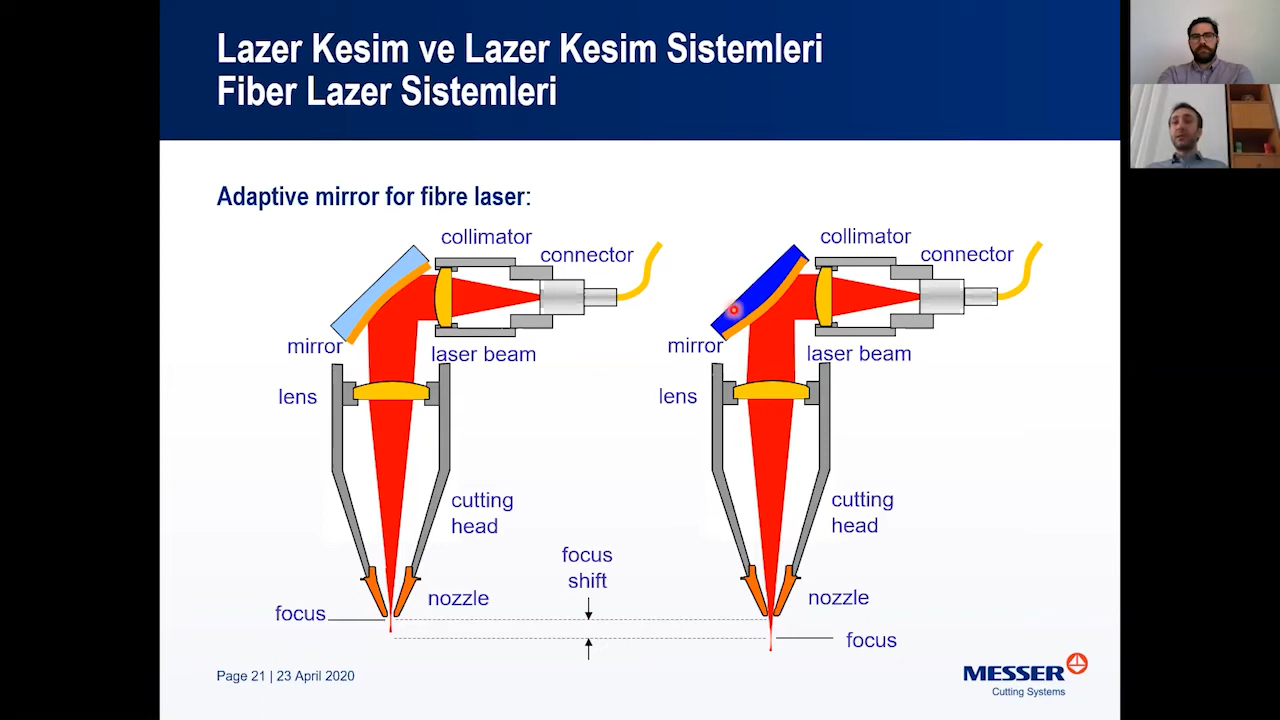 Lazer Kesim ve Lazer Kesim Sistemleri
Fiber Lazer Sistemleri
Adaptive mirror for fibre laser:
collimator
connector
mirror
laser beam
lens
cutting
head
nozzle
focus
focus
shift
collimator
connector
mirror
laser beam
lens
cutting
head
nozzle
focus
Page 21 | 23 April 2020
MESSER
Cutting Systems